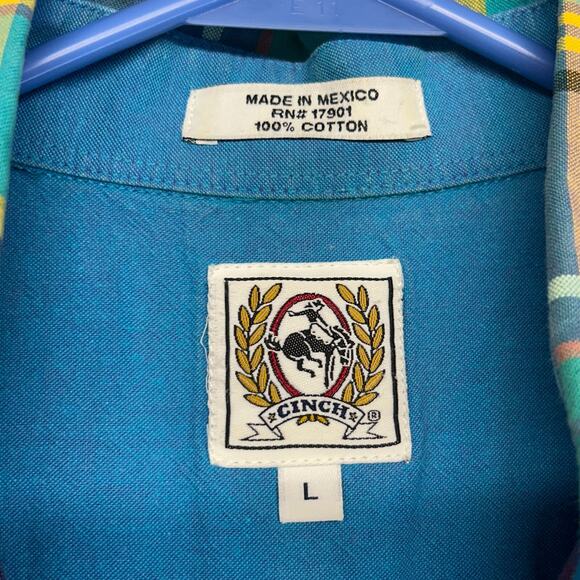 MADE IN MEXICO
RN# 17901
100% COTTON
CINCH ®
L